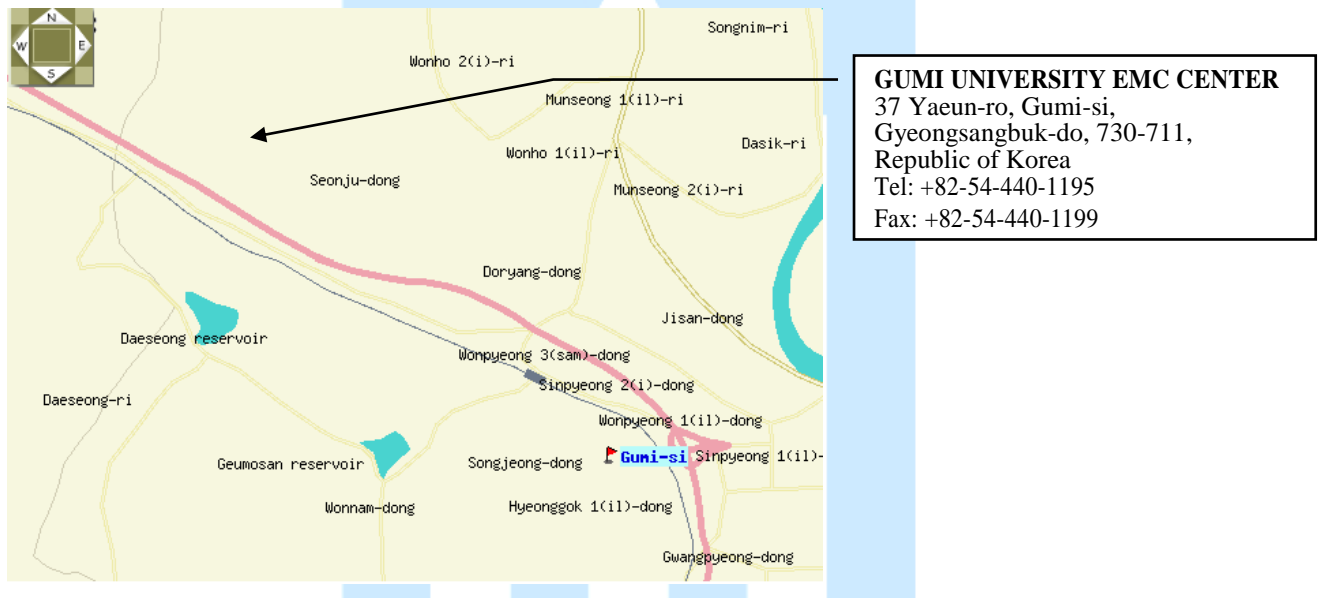 N
W
E
S
Songnim-ri
Wonho 2(i)-ri
Munseong 1(il)-ri
Dasik-ri
Wonho 1(il)-ri
Seonju-dong
Munseong 2(i)-ri
Doryang-dong
Jisan-dong
Daeseong reservoir
Wonpyeong 3(sam)-dong
Sinpyeong 2(i)-dong
Daeseong-ri
Wonpyeong 1(il)-dong
Geumosan reservoir
Songjeong-dong
Gumi-si
Sinpyeong 1(il)-
Wonnam-dong
Hyeonggok 1(il)-dong
Gwangpyeong-dong
GUMI UNIVERSITY EMC CENTER
37 Yaeun-ro, Gumi-si,
Gyeongsangbuk-do, 730-711,
Republic of Korea
Tel: +82-54-440-1195
Fax: +82-54-440-1199